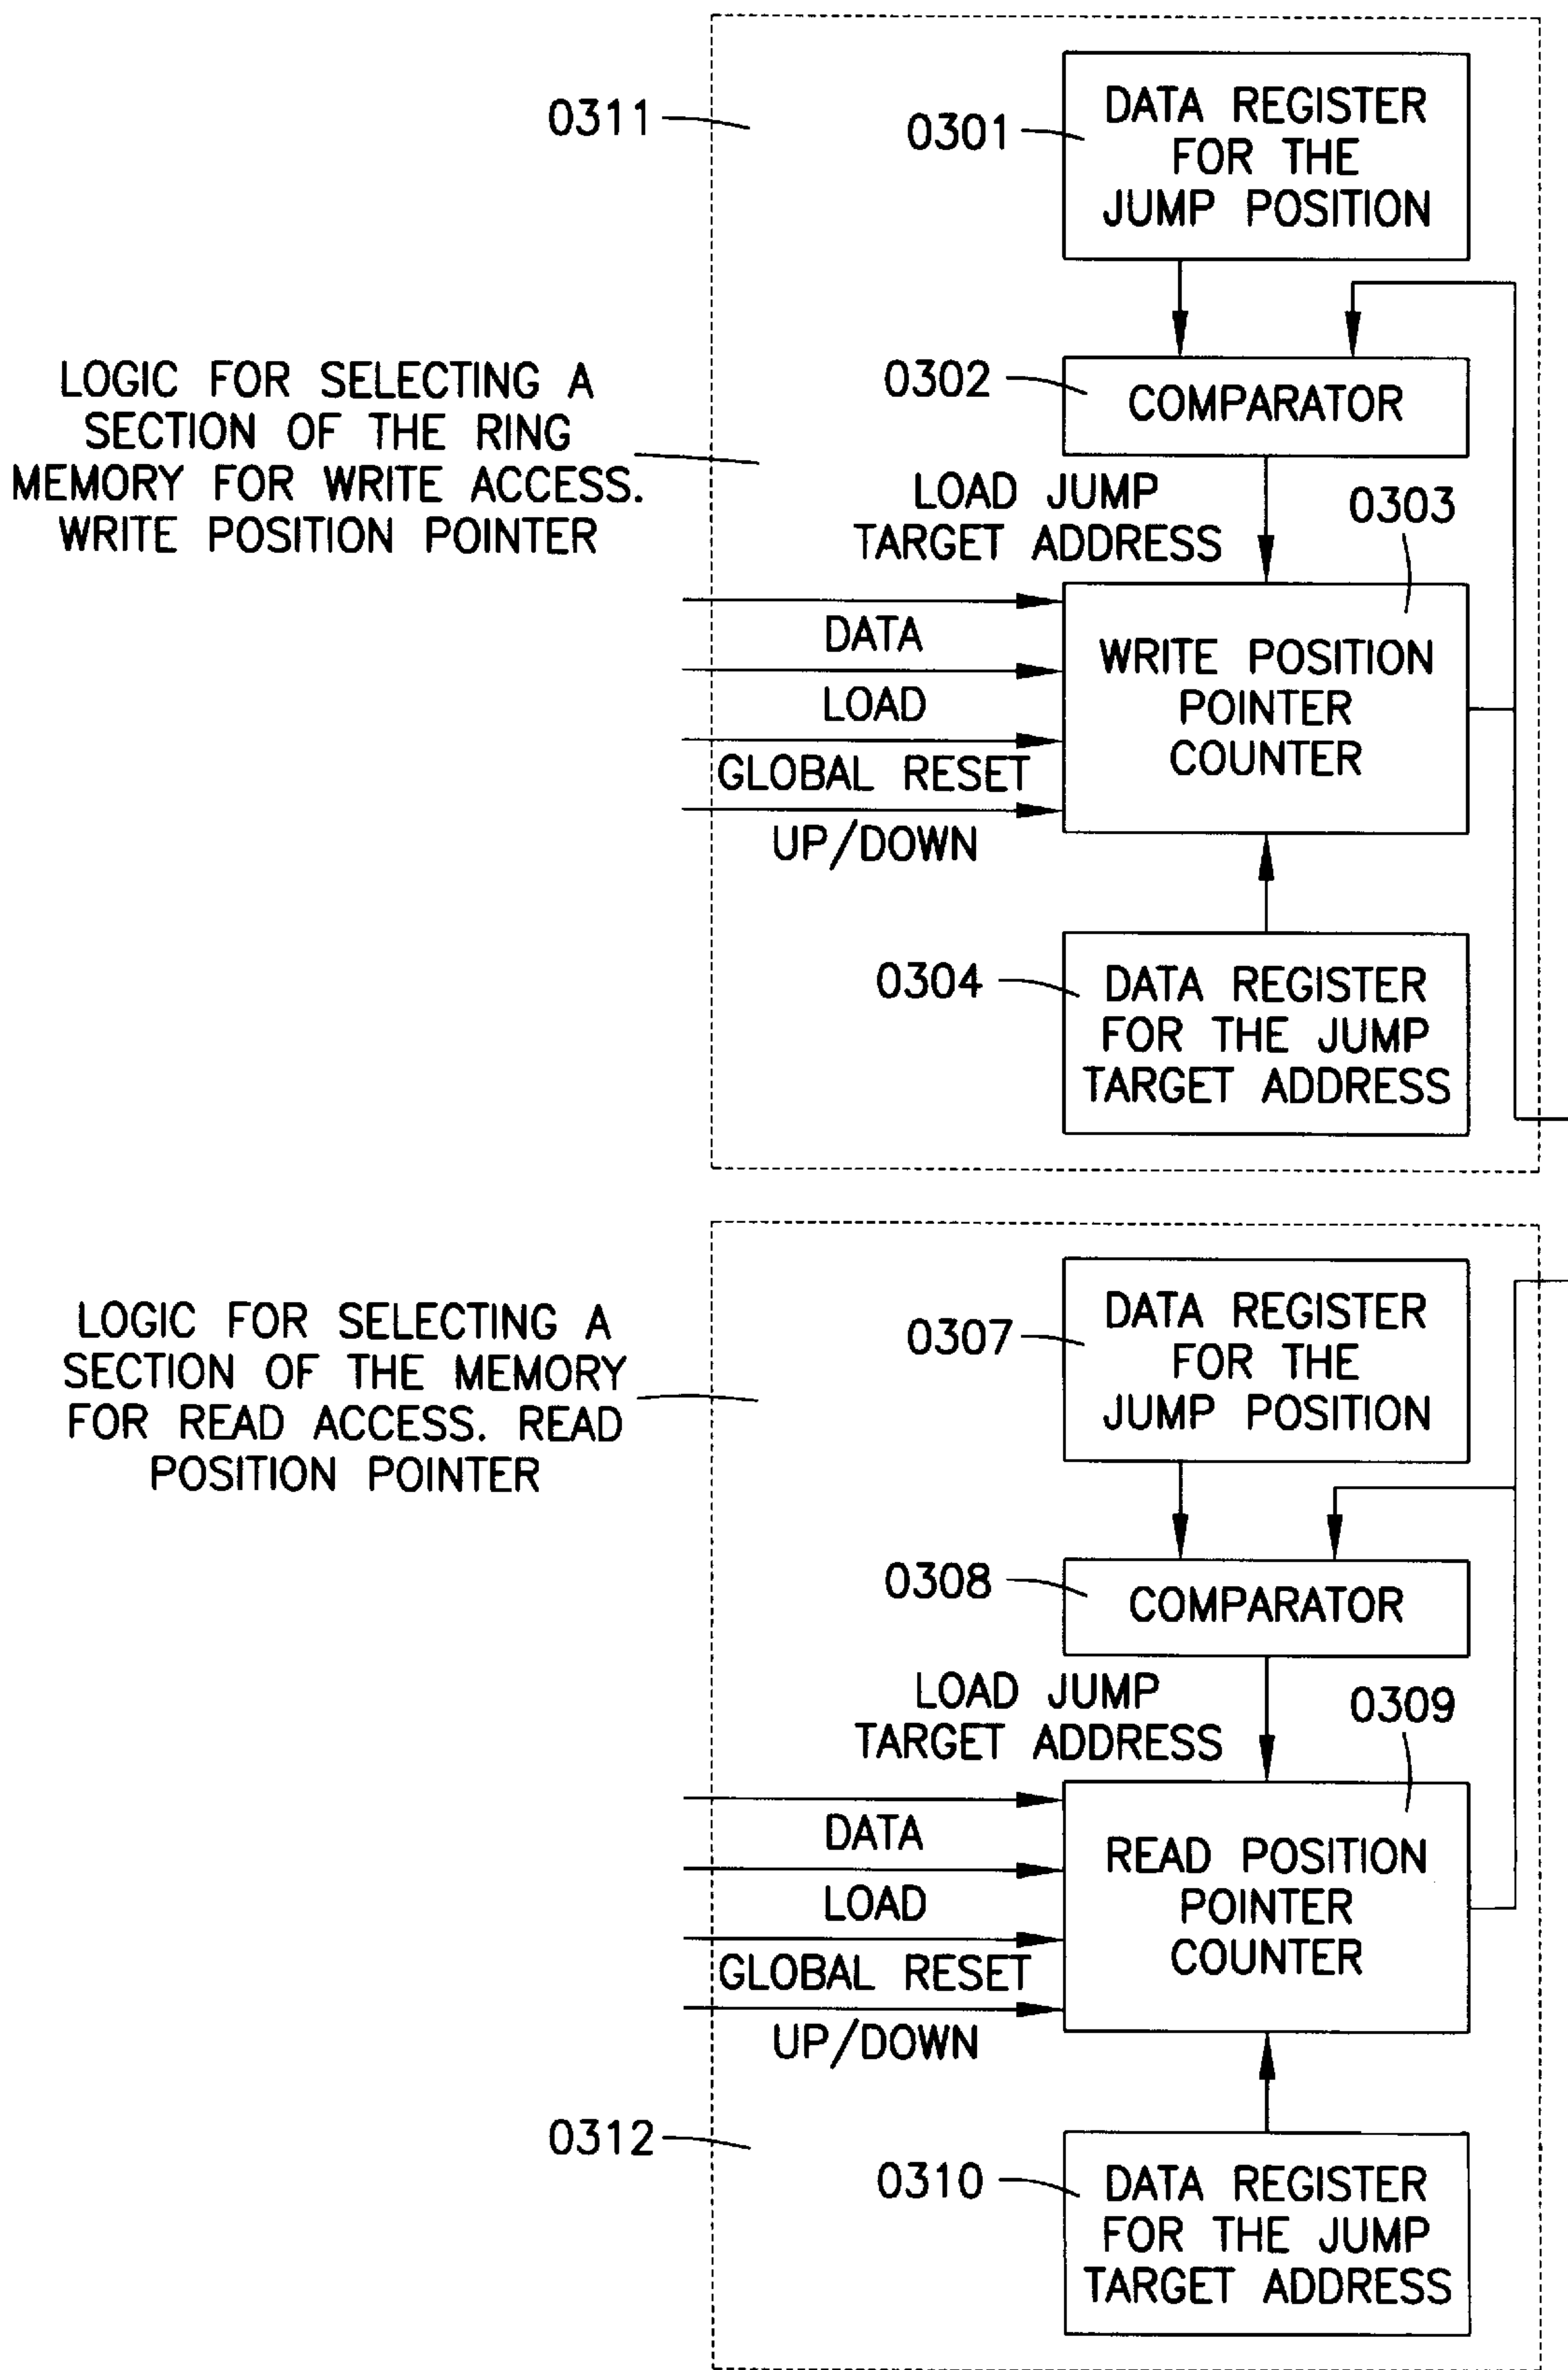 0311
0301
DATA REGISTER
FOR THE
JUMP POSITION
LOGIC FOR SELECTING A
SECTION OF THE RING
MEMORY FOR WRITE ACCESS.
WRITE POSITION POINTER
0302
COMPARATOR
LOAD JUMP
TARGET ADDRESS
0303
DATA
LOAD
GLOBAL RESET
UP/DOWN
WRITE POSITION
POINTER
COUNTER
0304
DATA REGISTER
FOR THE JUMP
TARGET ADDRESS
LOGIC FOR SELECTING A
SECTION OF THE MEMORY
FOR READ ACCESS. READ
POSITION POINTER
0307
DATA REGISTER
FOR THE
JUMP POSITION
0308
COMPARATOR
LOAD JUMP
TARGET ADDRESS
0309
DATA
LOAD
GLOBAL RESET
UP/DOWN
READ POSITION
POINTER
COUNTER
0312
0310
DATA REGISTER
FOR THE JUMP
TARGET ADDRESS